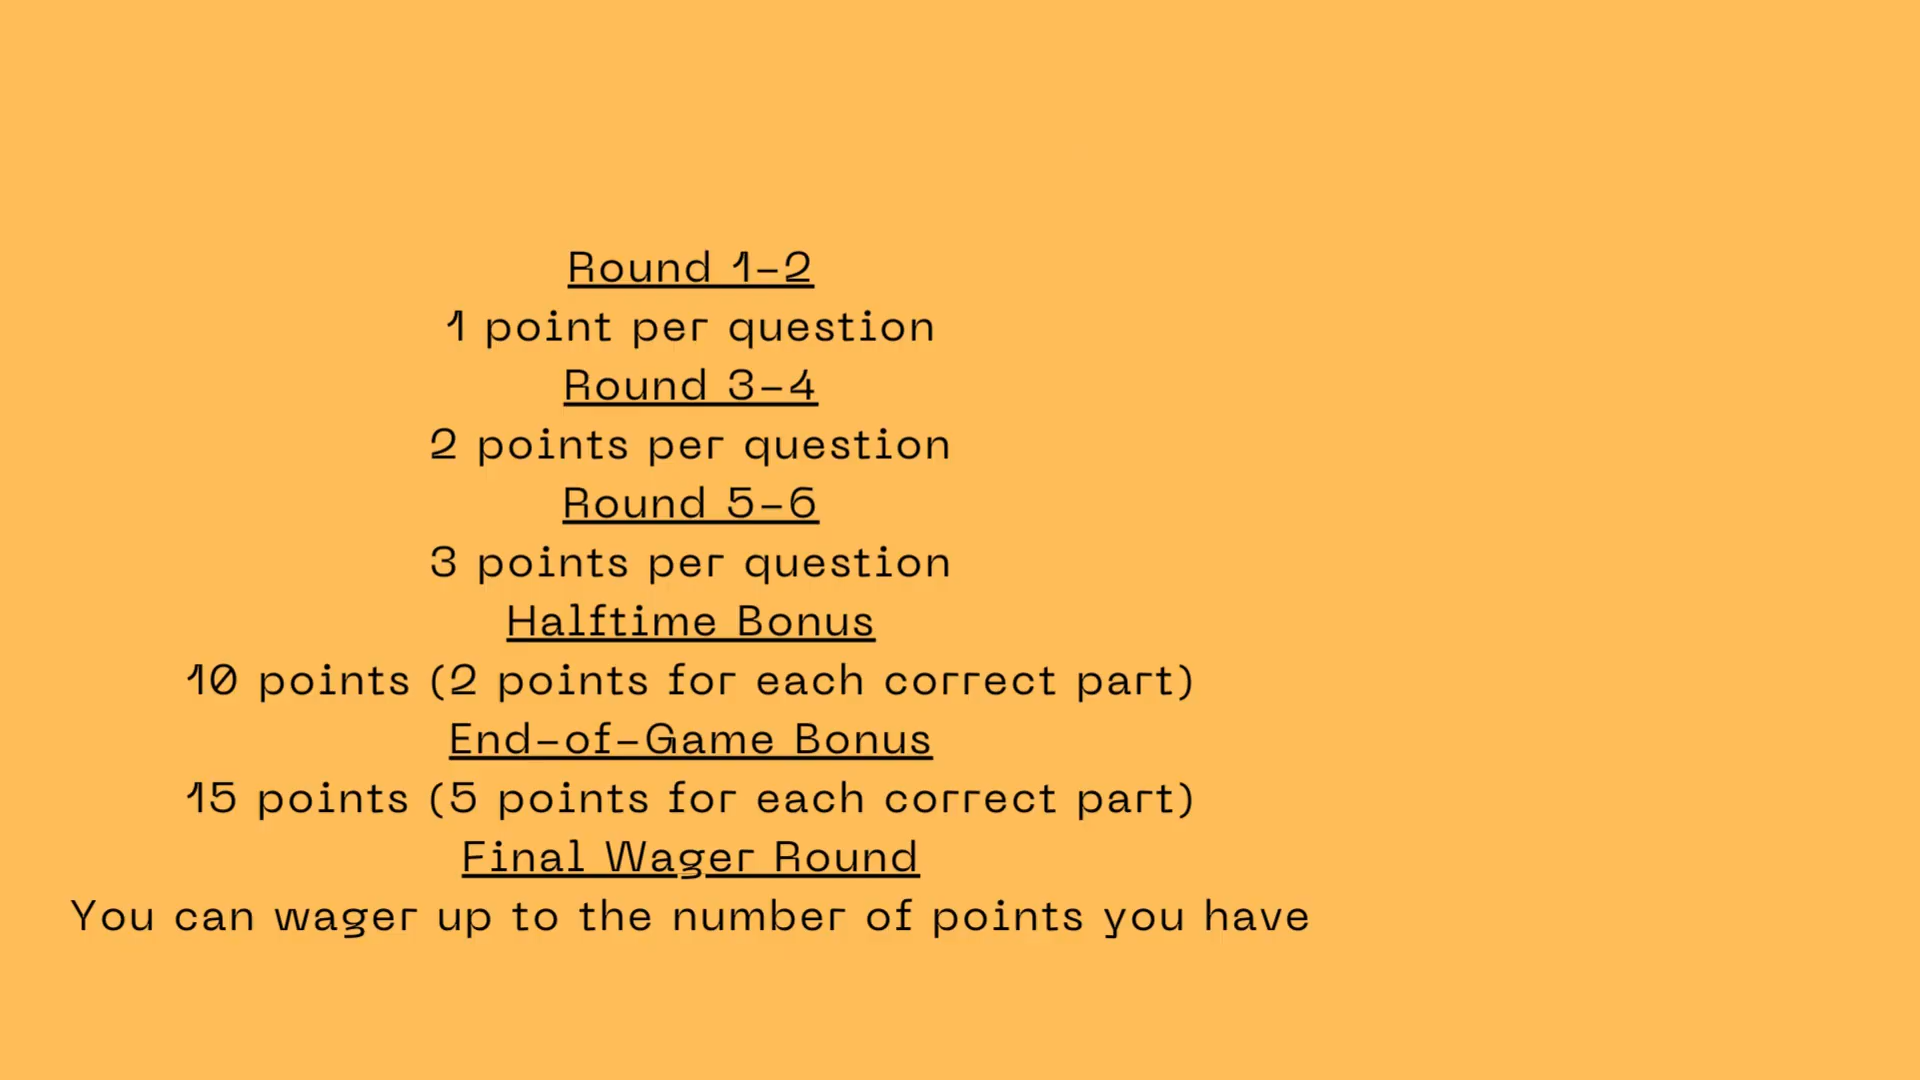 Round 1-2
1 point per question
Round 3-4
2 points per question
Round 5-6
3 points per question
Halftime Bonus
10 points (2 points for each correct part)
End-of-Game Bonus
15 points (5 points for each correct part)
Final Wager Round
You can wager up to the number of points you have